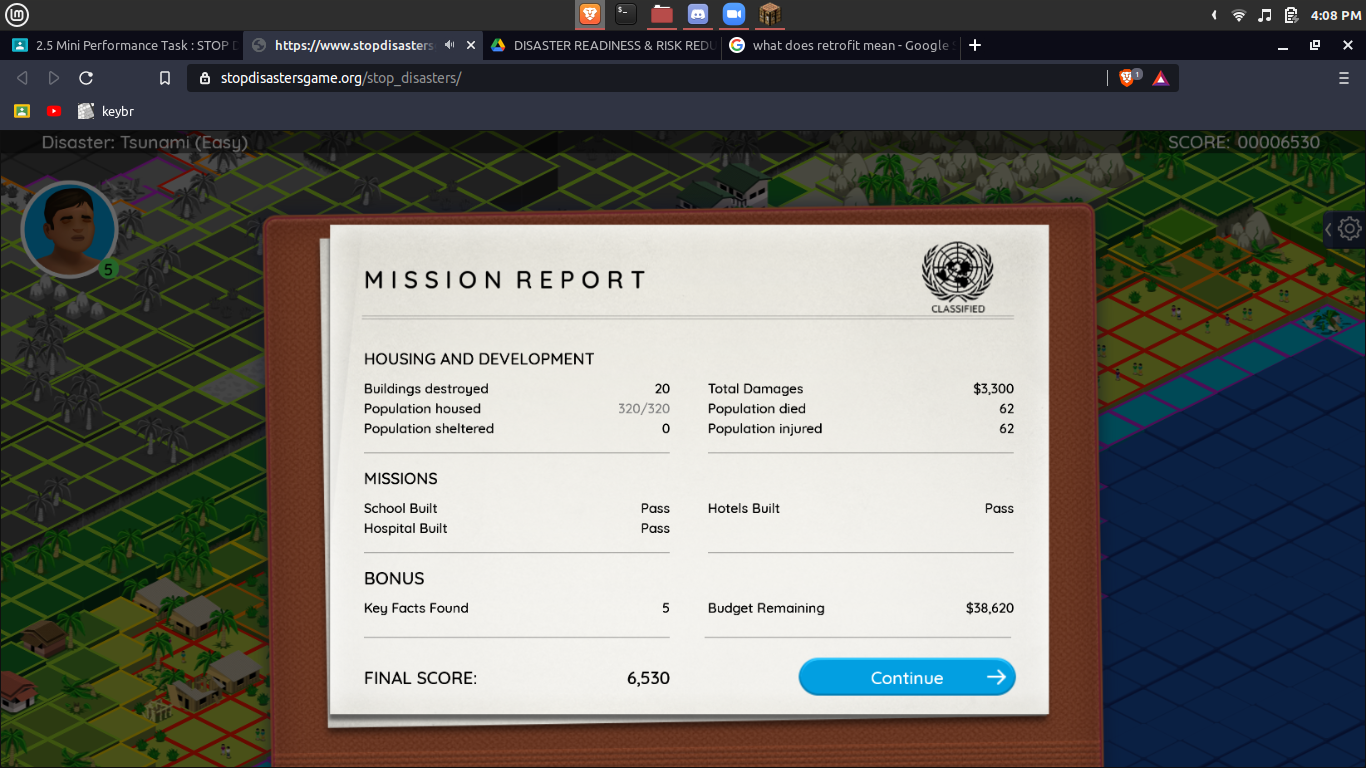 4:08 PM
2.5 Mini Performance Task : STOP D
https://www.stopdisasters
DISASTER READINESS & RISK REDU
what does retrofit mean - Google S
stopdisastersgame.org/stop_disasters/
1
keybr
Disaster: Tsunami (Easy)
SCORE: 00006530
5
MISSION REPORT
CLASSIFIED
HOUSING AND DEVELOPMENT
Buildings destroyed 20 Total Damages $3,300
Population housed 320/320 Population died 62
Population sheltered 0 Population injured 62
MISSIONS
School Built Pass Hotels Built Pass
Hospital Built Pass
BONUS
Key Facts Found 5 Budget Remaining $38,620
FINAL SCORE: 6,530 Continue